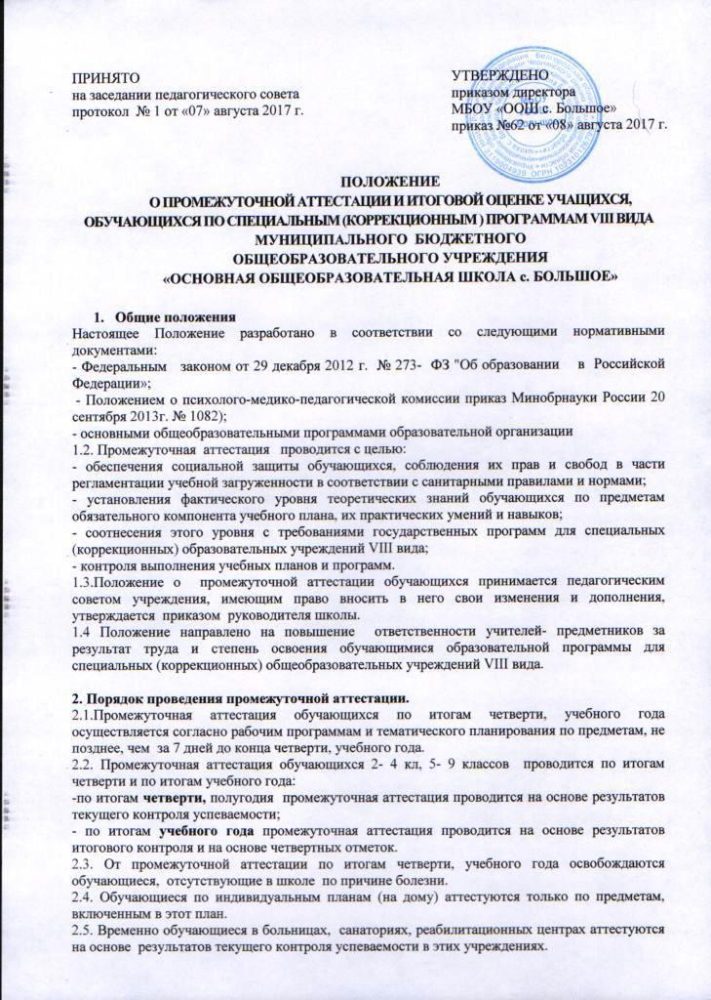 ПРИНЯТО
на заседании педагогического совета
протокол № 1 от «07» августа 2017 г.
УТВЕРЖДЕНО
приказом директора
МБОУ «ООШ с. Большое»
приказ №62 от «08» августа 2017 г.
ПОЛОЖЕНИЕ
О ПРОМЕЖУТОЧНОЙ АТТЕСТАЦИИ И ИТОГОВОЙ ОЦЕНКЕ УЧАЩИХСЯ,
ОБУЧАЮЩИХСЯ ПО СПЕЦИАЛЬНЫМ (КОРРЕКЦИОННЫМ ) ПРОГРАММАМ VIII ВИДА
МУНИЦИПАЛЬНОГО БЮДЖЕТНОГО
ОБЩЕОБРАЗОВАТЕЛЬНОГО УЧРЕЖДЕНИЯ
«ОСНОВНАЯ ОБЩЕОБРАЗОВАТЕЛЬНАЯ ШКОЛА с. БОЛЬШОЕ»
1. Общие положения
Настоящее Положение разработано в соответствии со следующими нормативными
документами:
- Федеральным законом от 29 декабря 2012 г. № 273- ФЗ "Об образовании в Российской
Федерации»;
- Положением о психолого-медико-педагогической комиссии приказ Минобрнауки России 20
сентября 2013г. № 1082);
- основными общеобразовательными программами образовательной организации
1.2. Промежуточная аттестация проводится с целью:
- обеспечения социальной защиты обучающихся, соблюдения их прав и свобод в части
регламентации учебной загруженности в соответствии с санитарными правилами и нормами;
- установления фактического уровня теоретических знаний обучающихся по предметам
обязательного компонента учебного плана, их практических умений и навыков;
- соотнесения этого уровня с требованиями государственных программ для специальных
(коррекционных) образовательных учреждений VIII вида;
- контроля выполнения учебных планов и программ.
1.3.Положение о промежуточной аттестации обучающихся принимается педагогическим
советом учреждения, имеющим право вносить в него свои изменения и дополнения,
утверждается приказом руководителя школы.
1.4 Положение направлено на повышение ответственности учителей- предметников за
результат труда и степень освоения обучающимися образовательной программы для
специальных (коррекционных) общеобразовательных учреждений VIII вида.
2. Порядок проведения промежуточной аттестации.
2.1.Промежуточная аттестация обучающихся по итогам четверти, учебного года
осуществляется согласно рабочим программам и тематического планирования по предметам, не
позднее, чем за 7 дней до конца четверти, учебного года.
2.2. Промежуточная аттестация обучающихся 2- 4 кл, 5- 9 классов проводится по итогам
четверти и по итогам учебного года:
-по итогам четверти, полугодия промежуточная аттестация проводится на основе результатов
текущего контроля успеваемости;
- по итогам учебного года промежуточная аттестация проводится на основе результатов
итогового контроля и на основе четвертных отметок.
2.3. От промежуточной аттестации по итогам четверти, учебного года освобождаются
обучающиеся, отсутствующие в школе по причине болезни.
2.4. Обучающиеся по индивидуальным планам (на дому) аттестуются только по предметам,
включенным в этот план.
2.5. Временно обучающиеся в больницах, санаториях, реабилитационных центрах аттестуются
на основе результатов текущего контроля успеваемости в этих учреждениях.